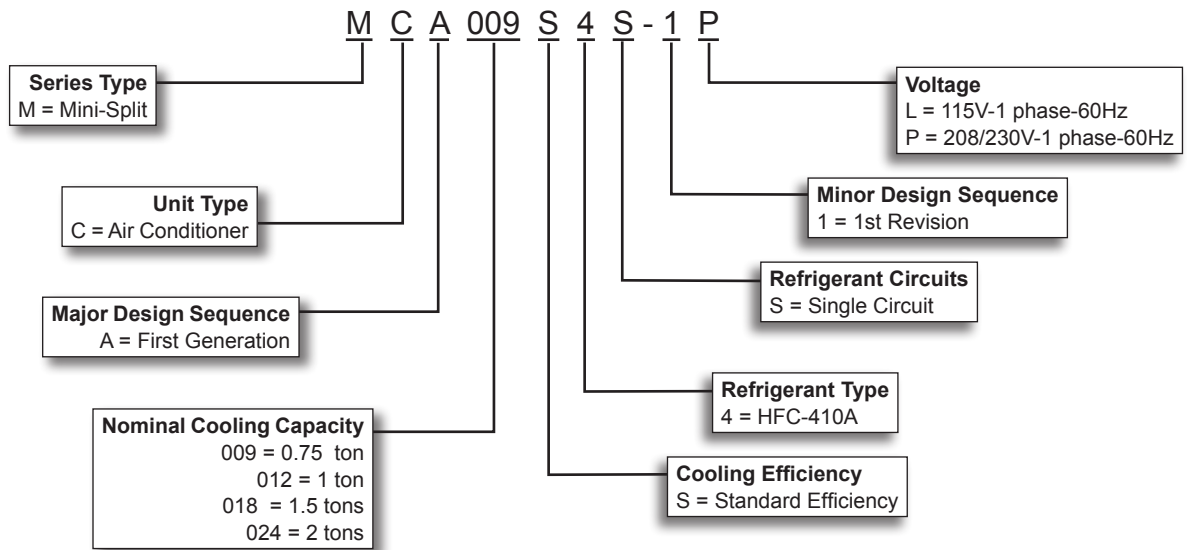 M C A 009 S 4 S - 1 P
Series Type
M = Mini-Split
Unit Type
C = Air Conditioner
Major Design Sequence
A = First Generation
Nominal Cooling Capacity
009 = 0.75 ton
012 = 1 ton
018 = 1.5 tons
024 = 2 tons
Voltage
L = 115V-1 phase-60Hz
P = 208/230V-1 phase-60Hz
Minor Design Sequence
1 = 1st Revision
Refrigerant Circuits
S = Single Circuit
Refrigerant Type
4 = HFC-410A
Cooling Efficiency
S = Standard Efficiency